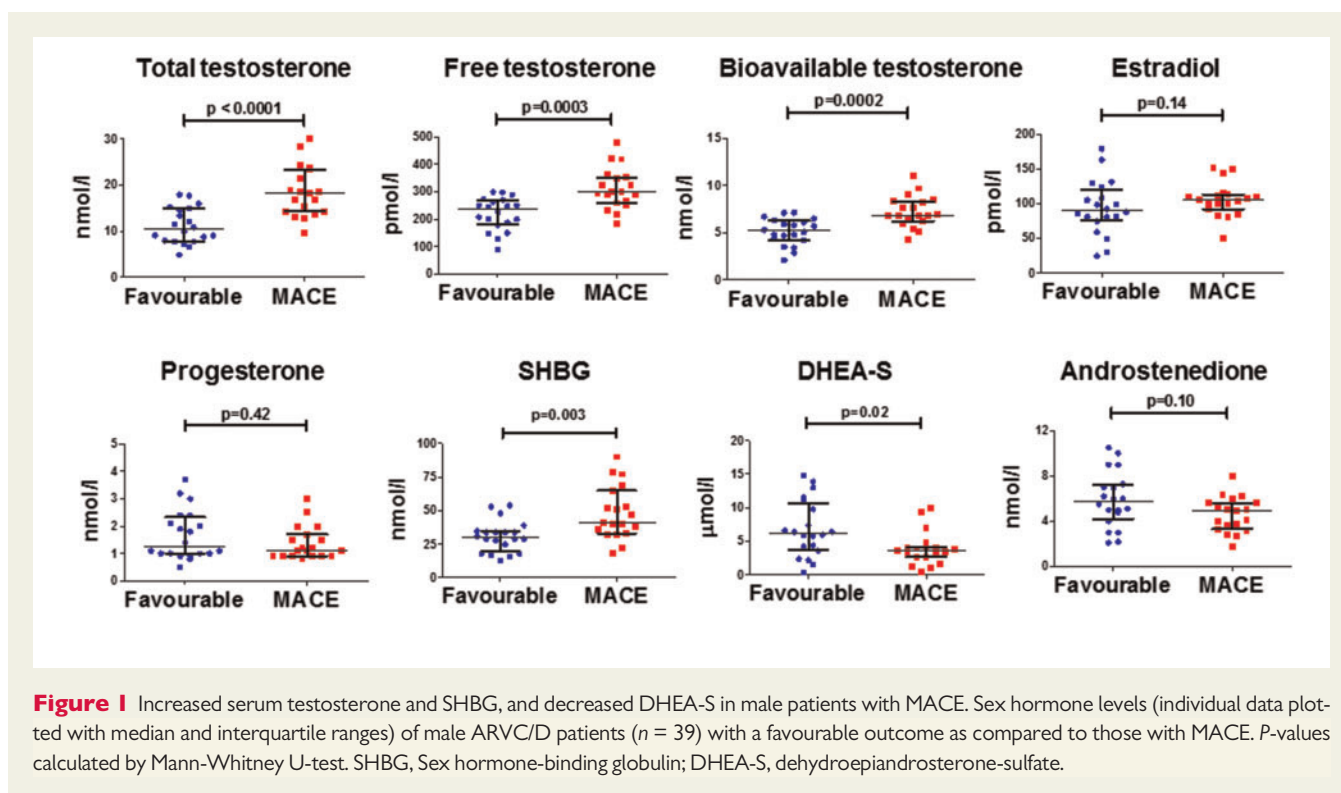 Total testosterone
p <0.0001
30
20
10
0
nmol/l
Favourable MACE
Free testosterone
p=0.0003
500
400
300
200
100
0
pmol/l
Favourable MACE
Bioavailable testosterone
p=0.0002
15
10
5
0
nmol/l
Favourable MACE
Estradiol
p=0.14
200
150
100
50
0
pmol/l
Favourable MACE
Progesterone
p=0.42
5
4
3
2
1
0
nmol/l
Favourable MACE
SHBG
p=0.003
100
75
50
25
0
nmol/l
Favourable MACE
DHEA-S
p=0.02
20
15
10
5
0
µmol/l
Favourable MACE
Androstenedione
p=0.10
12
8
4
0
nmol/l
Favourable MACE
Figure 1 Increased serum testosterone and SHBG, and decreased DHEA-S in male patients with MACE. Sex hormone levels (individual data plot-
ted with median and interquartile ranges) of male ARVC/D patients (n = 39) with a favourable outcome as compared to those with MACE. P-values
calculated by Mann-Whitney U-test. SHBG, Sex hormone-binding globulin; DHEA-S, dehydroepiandrosterone-sulfate.